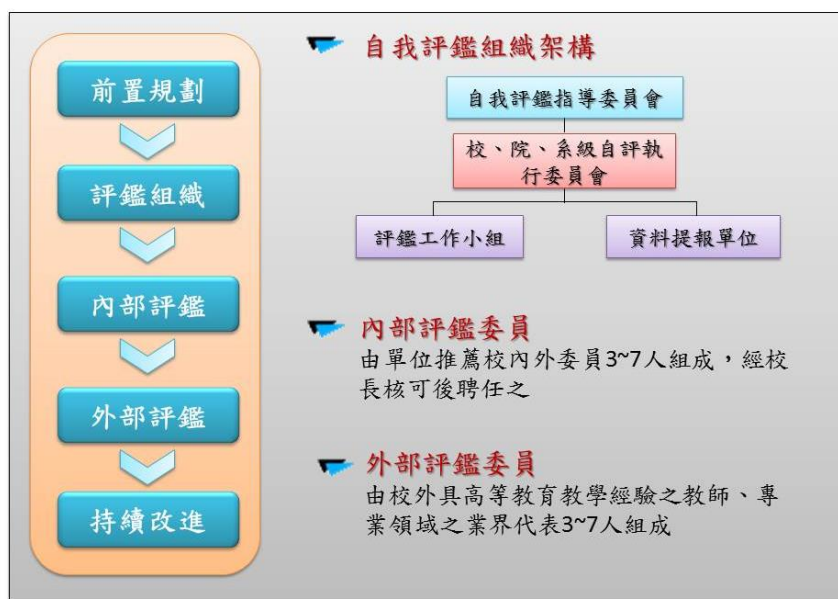 前置規劃
評鑑組織
內部評鑑
外部評鑑
持續改進
自我評鑑組織架構
自我評鑑指導委員會
校、院、系級自評執
行委員會
評鑑工作小組
資料提報單位
內部評鑑委員
由單位推薦校內外委員3~7人組成，經校
長核可後聘任之
外部評鑑委員
由校外具高等教育教學經驗之教師、專
業領域之業界代表3~7人組成